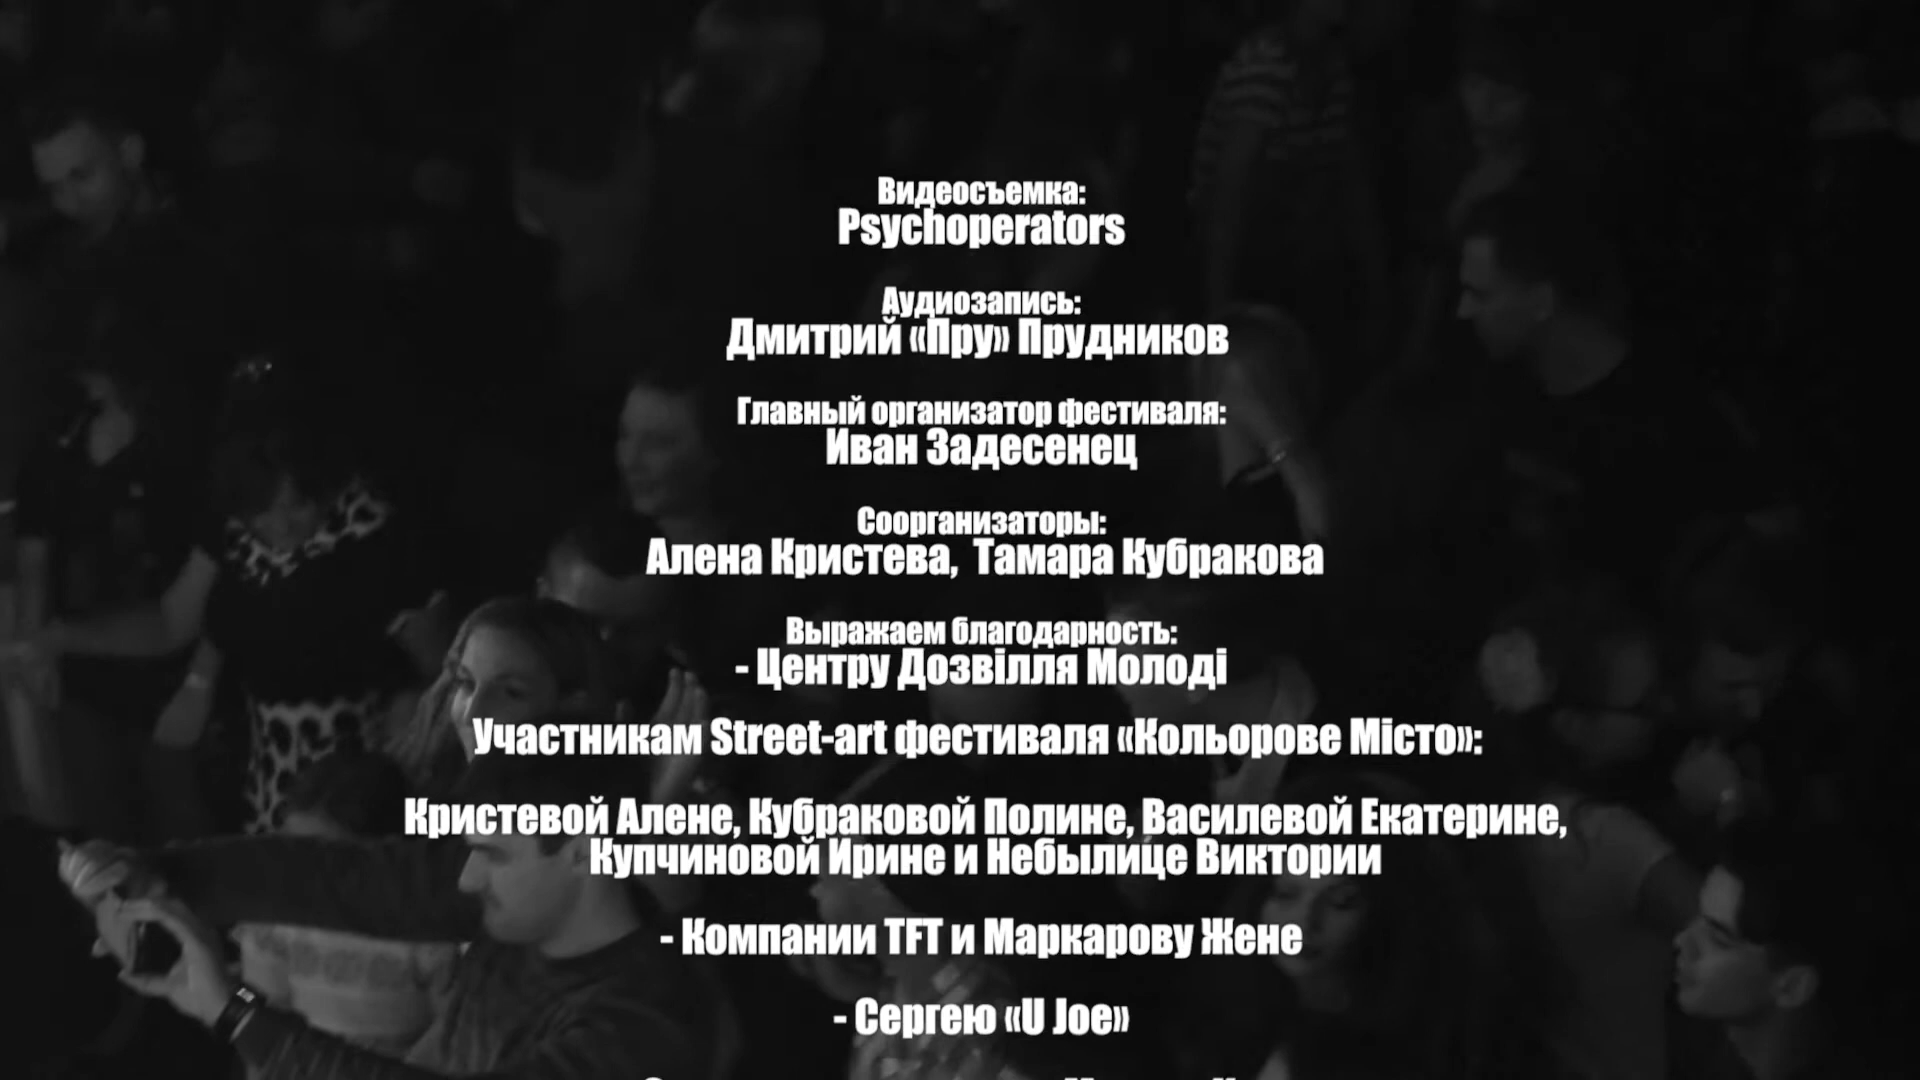 Видеосъемка:
Psychoperators
Аудиозапись:
Дмитрий «Пру» Прудников
Главный организатор фестиваля:
Иван Задесенец
Соорганизаторы:
Алена Кристева, Тамара Кубракова
Выражаем благодарность:
- Центру Дозвілля Молоді
Участникам Street-art фестиваля «Кольорове Місто»:
Кристевой Алене, Кубраковой Полине, Василевой Екатерине,
Купчиновой Ирине и Небылице Виктории
- Компании TFT и Маркарову Жене
- Сергею «U Joe»